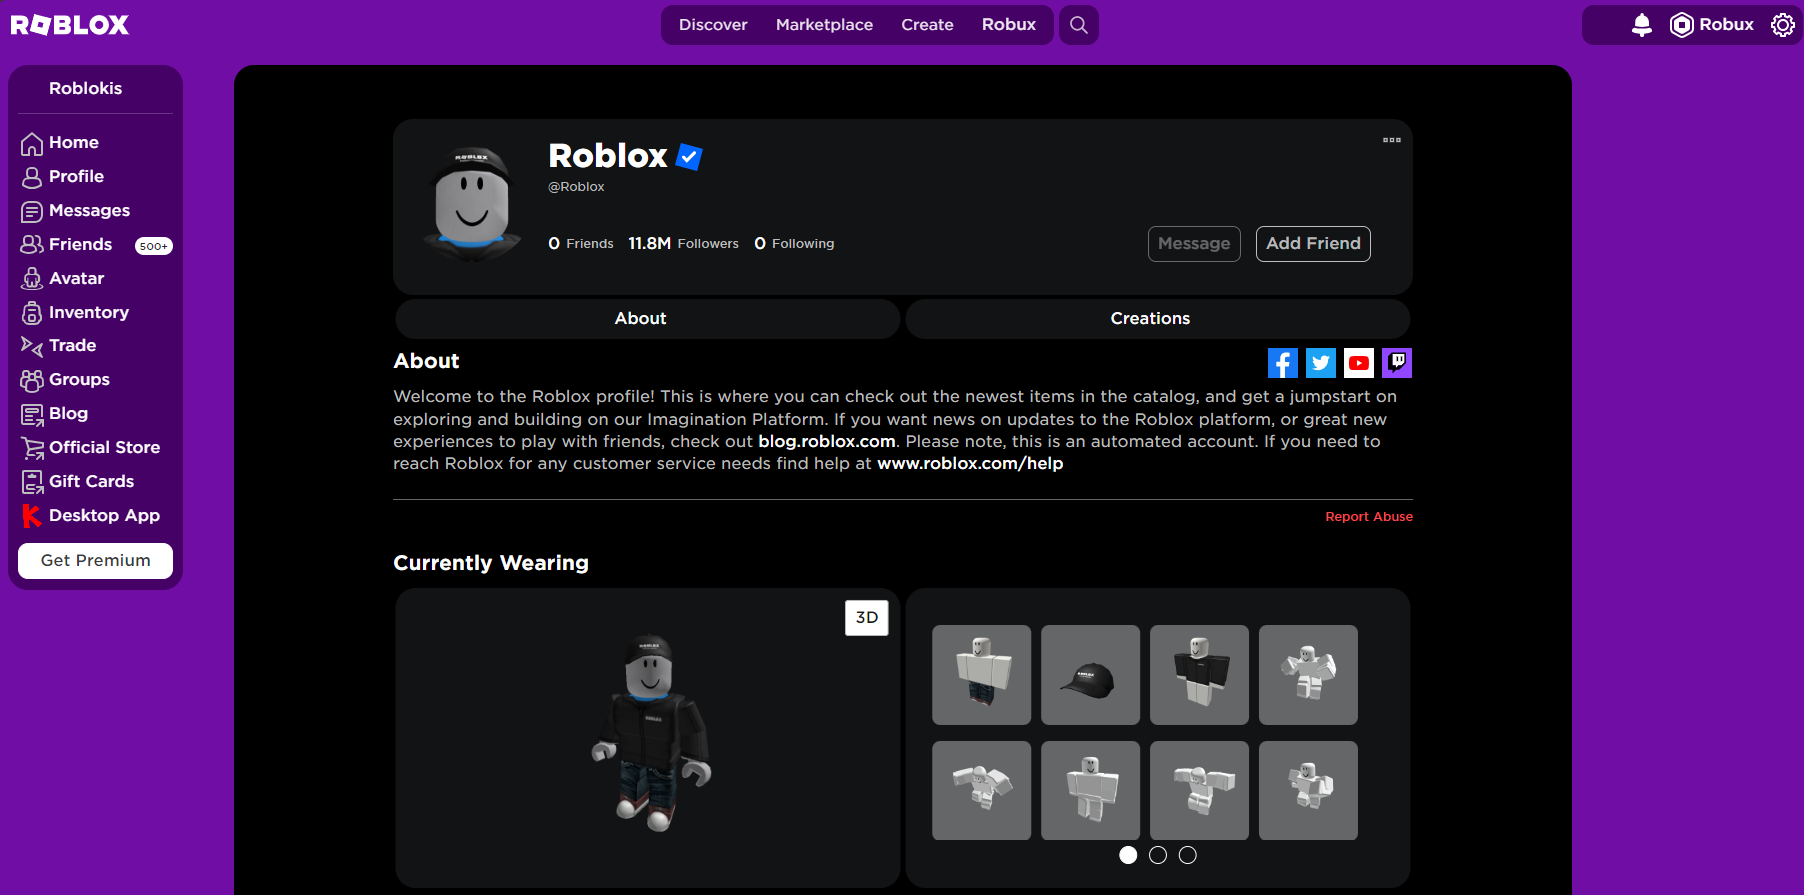 ROBLOX
Discover
Marketplace
Create
Robux
Robux
Roblokis
Home
Profile
Messages
Friends
500+
Avatar
Inventory
Trade
Groups
Blog
Official Store
Gift Cards
Desktop App
Get Premium
ROBLOX
Roblox
@Roblox
0 Friends
11.8M Followers
0 Following
Message
Add Friend
About
Creations
About
Welcome to the Roblox profile! This is where you can check out the newest items in the catalog, and get a jumpstart on
exploring and building on our Imagination Platform. If you want news on updates to the Roblox platform, or great new
experiences to play with friends, check out blog.roblox.com. Please note, this is an automated account. If you need to
reach Roblox for any customer service needs find help at www.roblox.com/help
Report Abuse
Currently Wearing
3D
ROBLOX
ROBLOX
ROBLOX